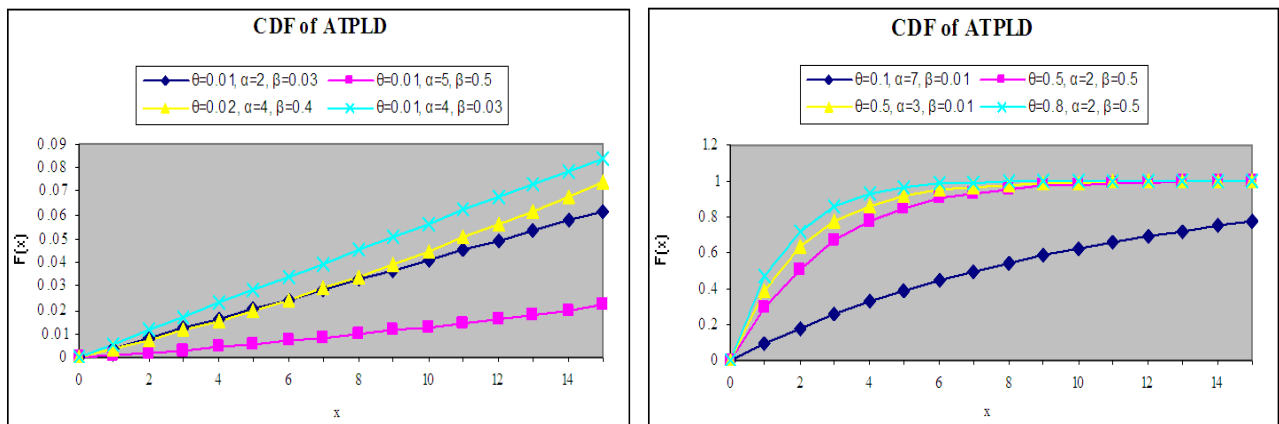 CDF of ATPLD
θ=0.01, α=2, β=0.03 θ=0.01, α=5, β=0.5
θ=0.02, α=4, β=0.4 θ=0.01, α=4, β=0.03
F(x)
0.09
0.08
0.07
0.06
0.05
0.04
0.03
0.02
0.01
0
0 2 4 6 8 10 12 14
x
CDF of ATPLD
θ=0.1, α=7, β=0.01 θ=0.5, α=2, β=0.5
θ=0.5, α=3, β=0.01 θ=0.8, α=2, β=0.5
F(x)
1.2
1
0.8
0.6
0.4
0.2
0
0 2 4 6 8 10 12 14
x